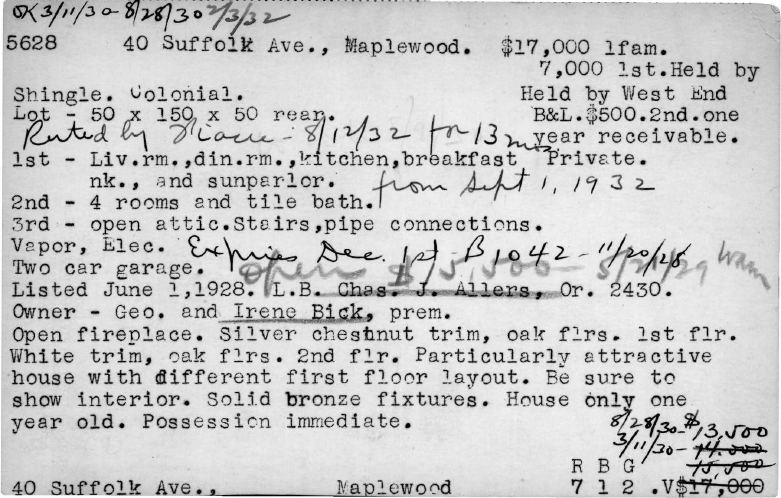 OK 3/11/30 - 8/28/30 2/3/32
5628 40 Suffolk Ave., Maplewood. $17,000 1fam.
7,000 1st.Held by
Shingle. Colonial. Held by West End
Lot - 50 x 150 x 50 rear. B&L.$500.2nd.one
Rented by - 8/12/32 for 13 mos year receivable.
1st - Liv.rm.,din.rm.,kitchen,breakfast Private.
nk., and sunparlor. from Sept 1, 1932
2nd - 4 rooms and tile bath.
3rd - open attic.Stairs,pipe connections.
Vapor, Elec. Expires Dec. 1st - B 1042 - 11/20/28
Two car garage. Open $15,500 - 5/21/29
Listed June 1,1928. L.B. Chas. J. Allers, Or. 2430.
Owner - Geo. and Irene Bick, prem.
Open fireplace. Silver chestnut trim, oak flrs. 1st flr.
White trim, oak flrs. 2nd flr. Particularly attractive
house with different first floor layout. Be sure to
show interior. Solid bronze fixtures. House only one
year old. Possession immediate.
8/28/30 - $13,500
3/11/30 - 14.000
R B G 15,500
40 Suffolk Ave., Maplewood 7 1 2 .V$17,000